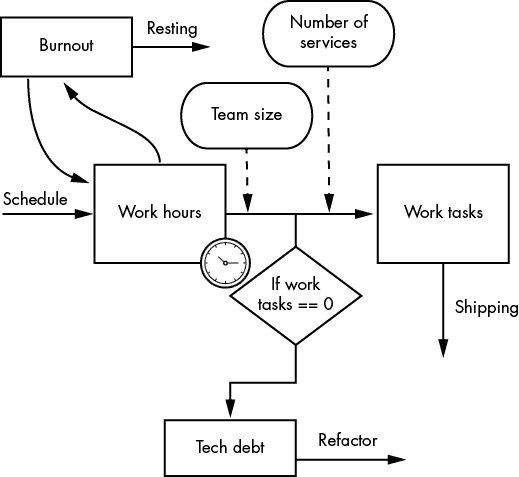 Burnout
Resting
Number of
services
Team size
Schedule
Work hours
Work tasks
If work
tasks == 0
Shipping
Tech debt
Refactor